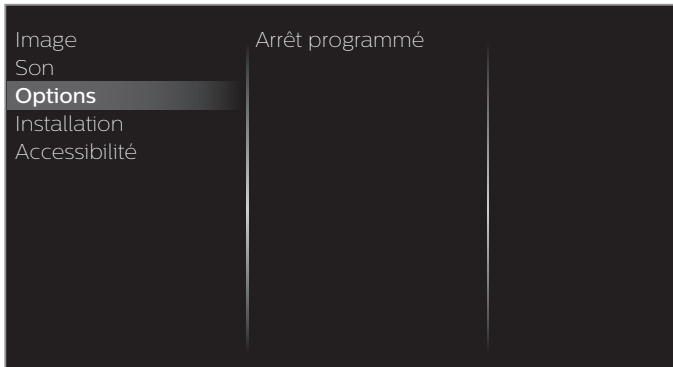 Image
Son
Options
Installation
Accessibilité
Arrêt programmé